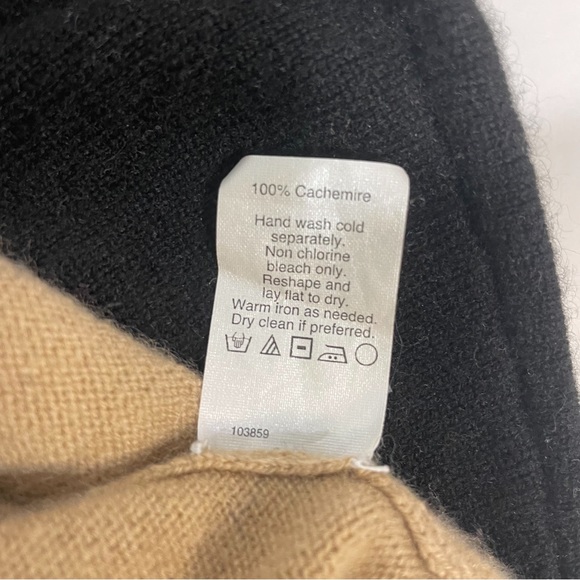 100% Cachemire
Hand wash cold
separately.
Non chlorine
bleach only.
Reshape and
lay flat to dry.
Warm iron as needed.
Dry clean if preferred.
103859